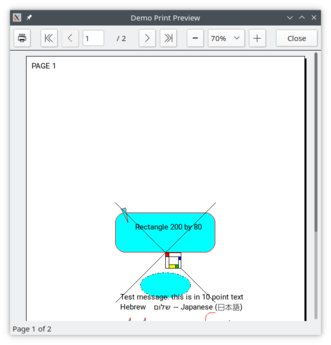 Demo Print Preview
1 / 2 70% Close
PAGE 1
Rectangle 200 by 80
Test message: this is in 10 point text
Hebrew שלום -- Japanese (日本語)
Page 1 of 2